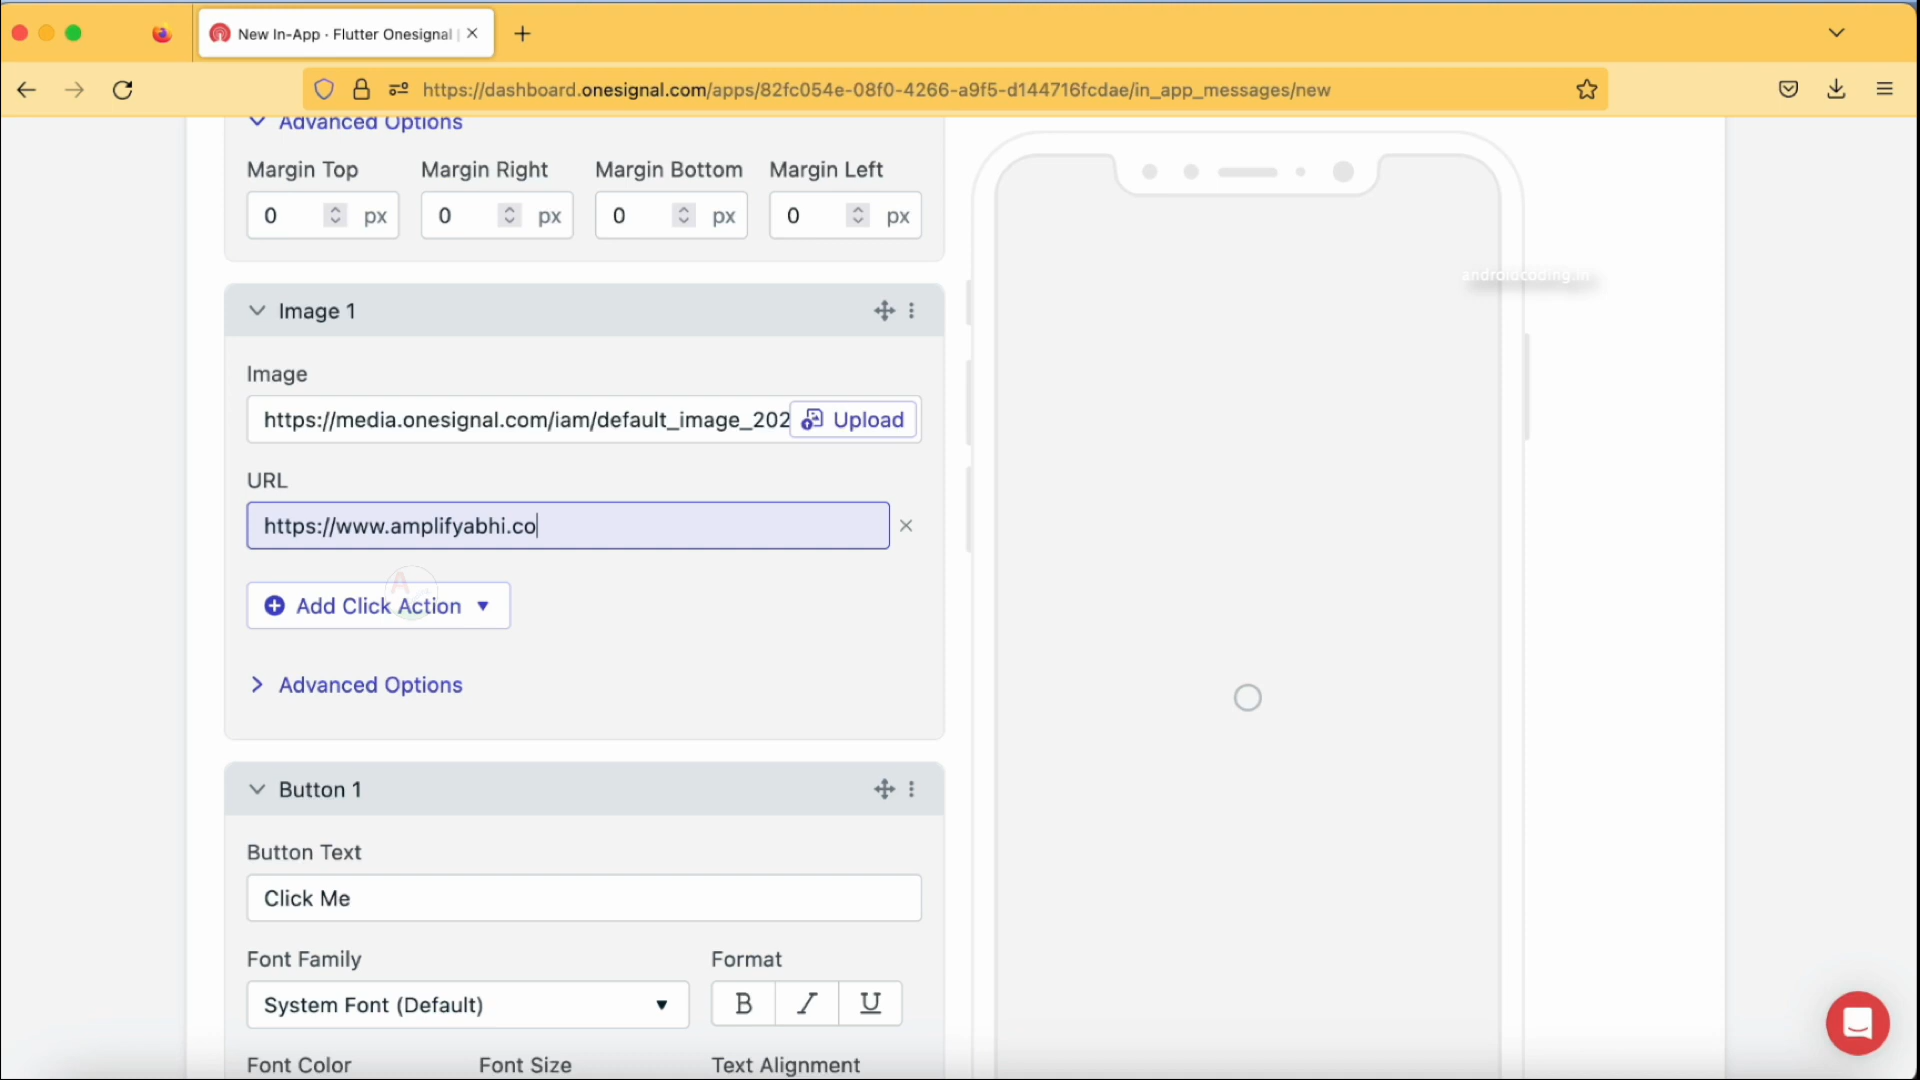 New In-App · Flutter Onesignal |
https://dashboard.onesignal.com/apps/82fc054e-08f0-4266-a9f5-d144716fcdae/in_app_messages/new
Advanced Options
Margin Top Margin Right Margin Bottom Margin Left
0 px 0 px 0 px 0 px
androidcoding.in
Image 1
Image
https://media.onesignal.com/iam/default_image_202 Upload
URL
https://www.amplifyabhi.co
Add Click Action
Advanced Options
Button 1
Button Text
Click Me
Font Family Format
System Font (Default) B I U
Font Color Font Size Text Alignment